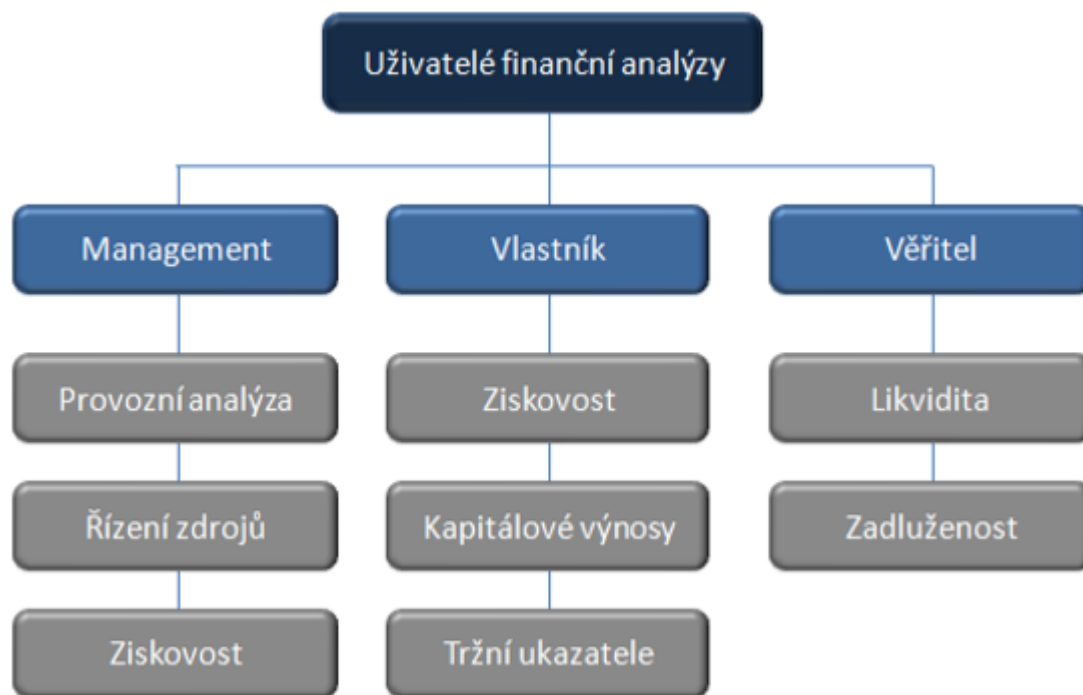 Uživatelé finanční analýzy
Management
Vlastník
Věřitel
Provozní analýza
Ziskovost
Likvidita
Řízení zdrojů
Kapitálové výnosy
Zadluženost
Ziskovost
Tržní ukazatele